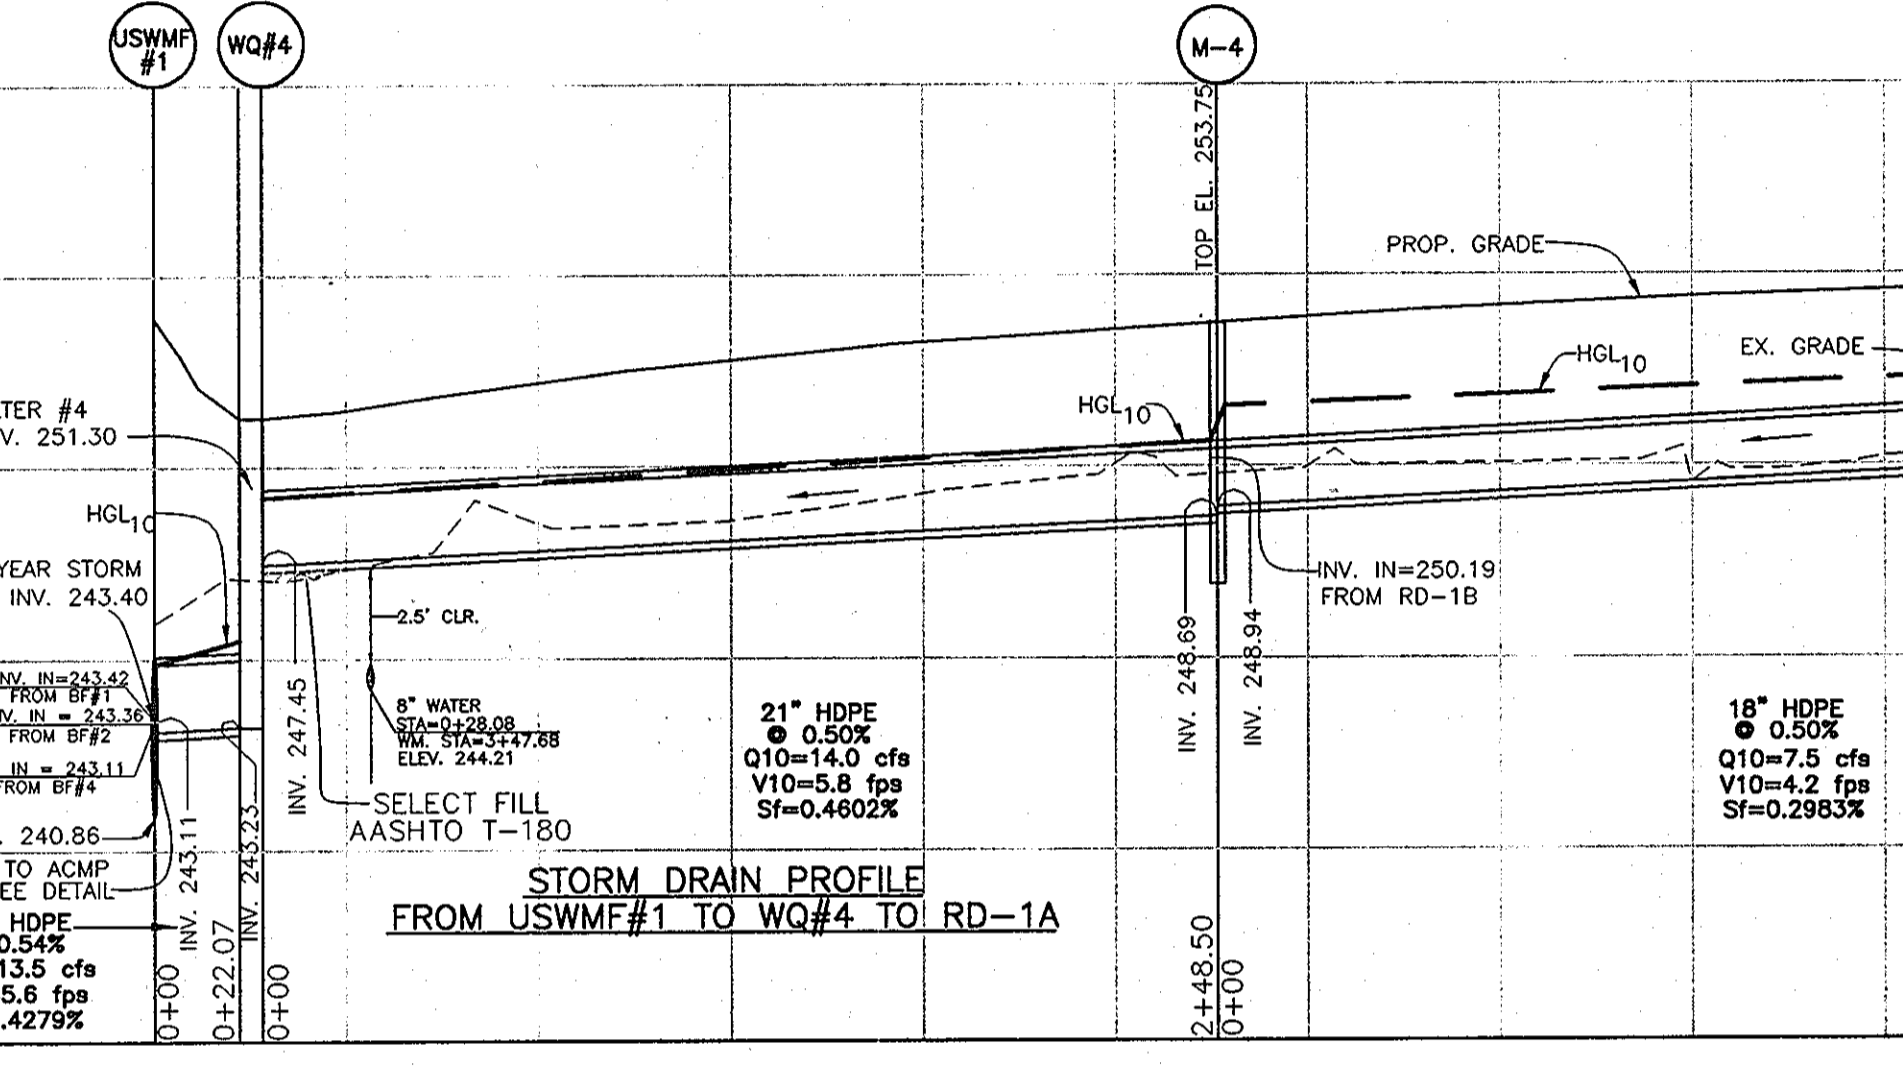 USWMF
#1
WQ#4
M-4
TOP EL. 253.75
PROP. GRADE
HGL10
EX. GRADE
HGL10
TER #4
V. 251.30
HGL10
YEAR STORM
INV. 243.40
INV. IN=243.42
FROM BF#1
V. IN = 243.36
FROM BF#2
IN = 243.11
FROM BF#4
. 240.86
TO ACMP
EE DETAIL
HDPE
0.54%
13.5 cfs
5.6 fps
.4279%
INV. 243.11
INV. 243.23
INV. 247.45
2.5' CLR.
8" WATER
STA=0+28.08
WM. STA=3+47.68
ELEV. 244.21
SELECT FILL
AASHTO T-180
21" HDPE
@ 0.50%
Q10=14.0 cfs
V10=5.8 fps
Sf=0.4602%
INV. 248.69
INV. 248.94
INV. IN=250.19
FROM RD-1B
18" HDPE
@ 0.50%
Q10=7.5 cfs
V10=4.2 fps
Sf=0.2983%
STORM DRAIN PROFILE
FROM USWMF#1 TO WQ#4 TO RD-1A
0+00
0+22.07
0+00
2+48.50
0+00